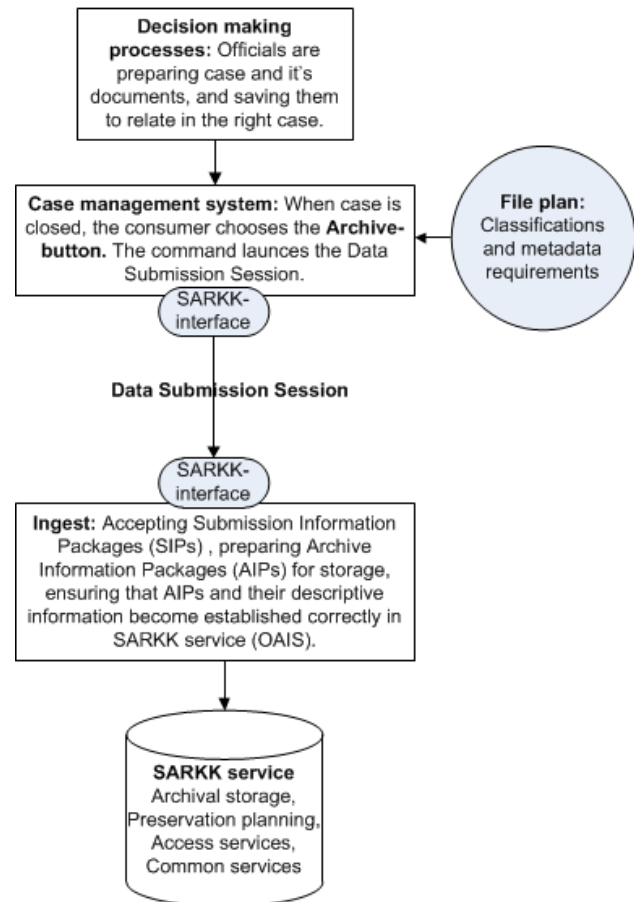 Decision making
processes: Officials are
preparing case and it`s
documents, and saving them
to relate in the right case.
Case management system: When case is
closed, the consumer chooses the Archive-
button. The command launces the Data
Submission Session.
File plan:
Classifications
and metadata
requirements
SARKK-
interface
Data Submission Session
SARKK-
interface
Ingest: Accepting Submission Information
Packages (SIPs) , preparing Archive
Information Packages (AIPs) for storage,
ensuring that AIPs and their descriptive
information become established correctly in
SARKK service (OAIS).
SARKK service
Archival storage,
Preservation planning,
Access services,
Common services